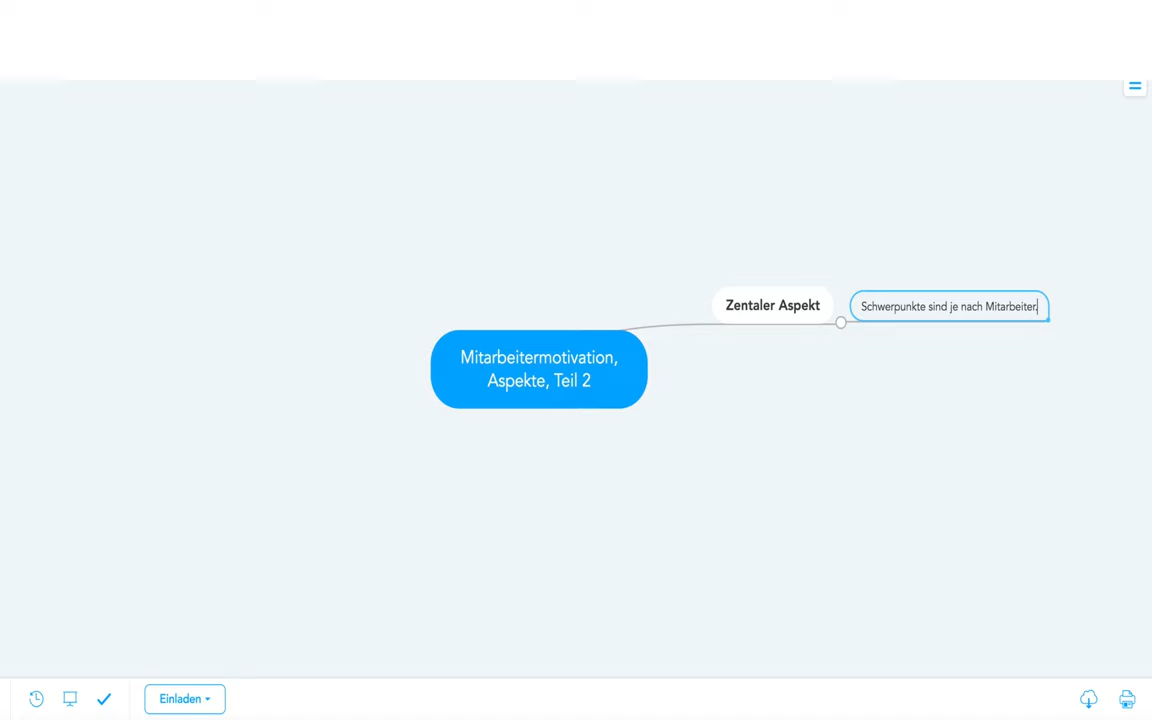 Zentaler Aspekt
Schwerpunkte sind je nach Mitarbeiter,
Mitarbeitermotivation,
Aspekte, Teil 2
Einladen